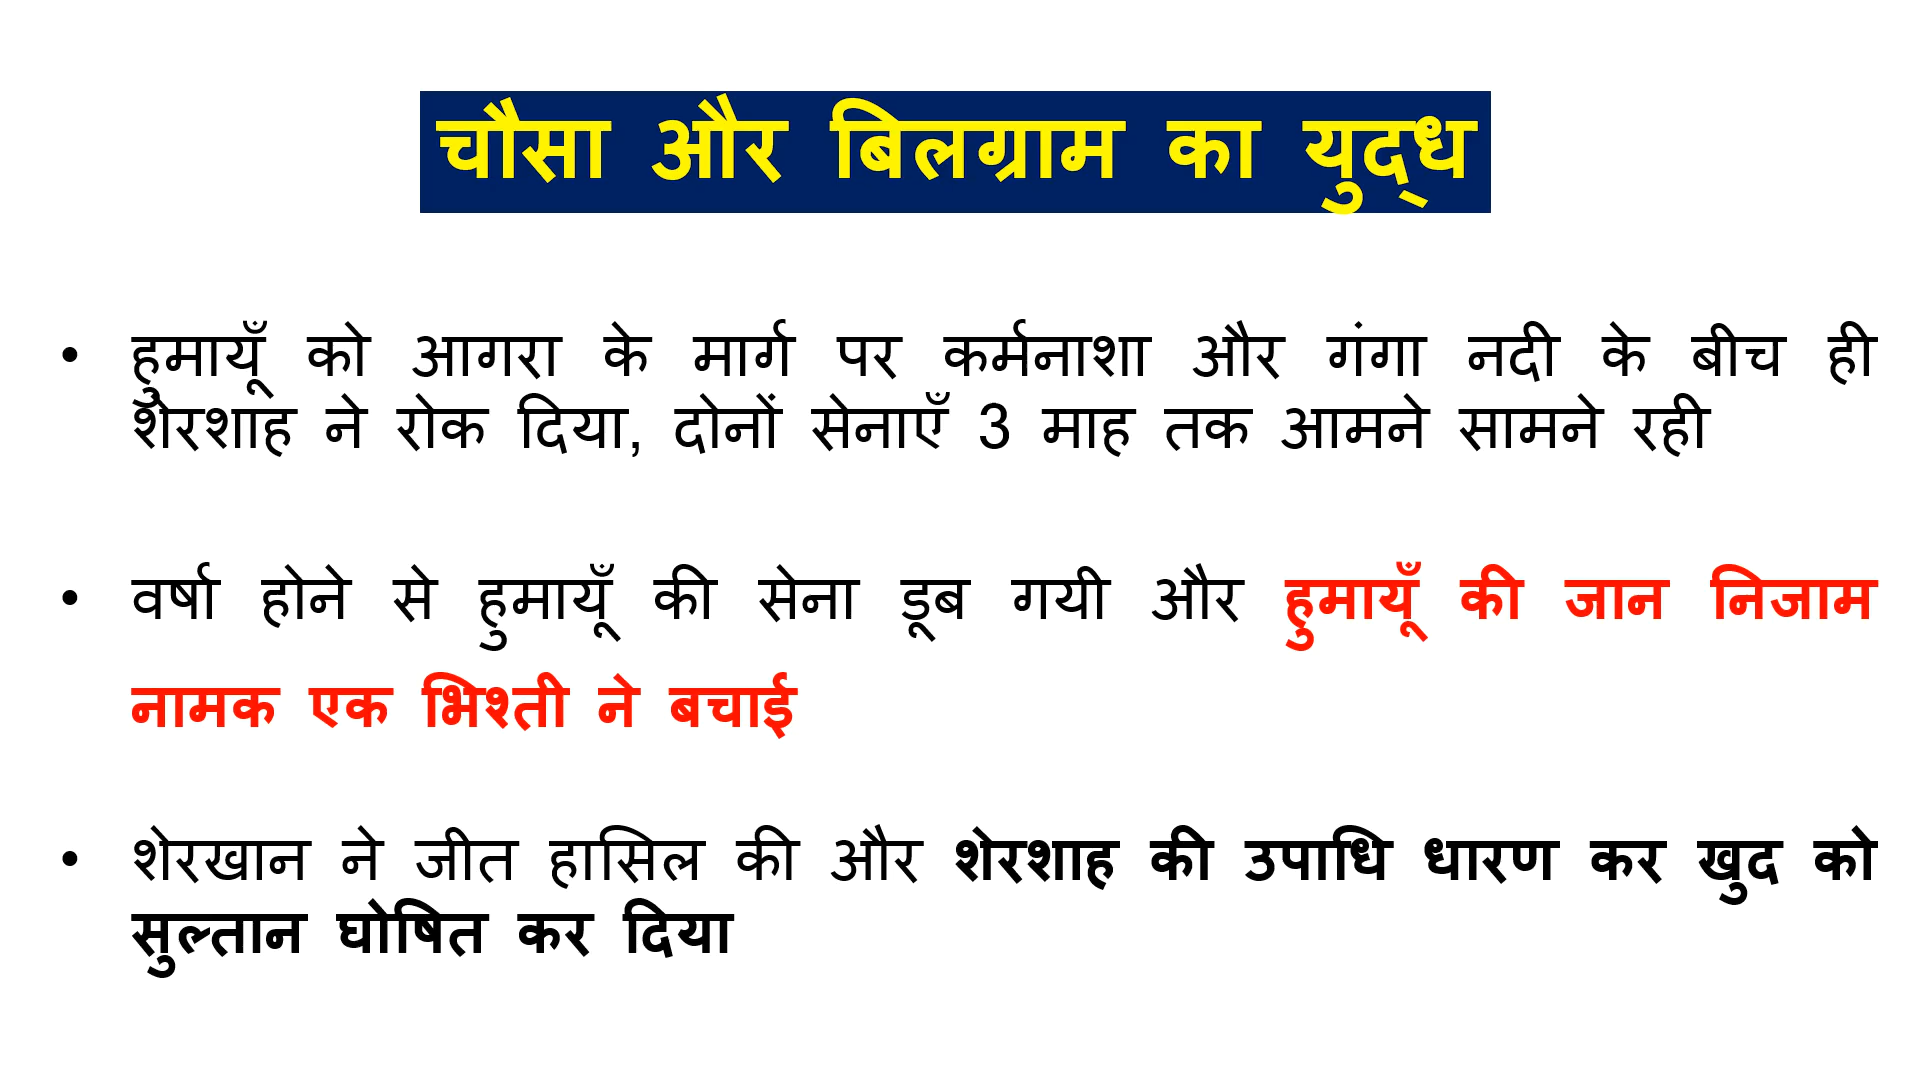 चौसा और बिलग्राम का युद्ध
• हुमायूँ को आगरा के मार्ग पर कर्मनाशा और गंगा नदी के बीच ही
शेरशाह ने रोक दिया, दोनों सेनाएँ 3 माह तक आमने सामने रही
• वर्षा होने से हुमायूँ की सेना डूब गयी और हुमायूँ की जान निजाम
नामक एक भिश्ती ने बचाई
• शेरखान ने जीत हासिल की और शेरशाह की उपाधि धारण कर खुद को
सुल्तान घोषित कर दिया